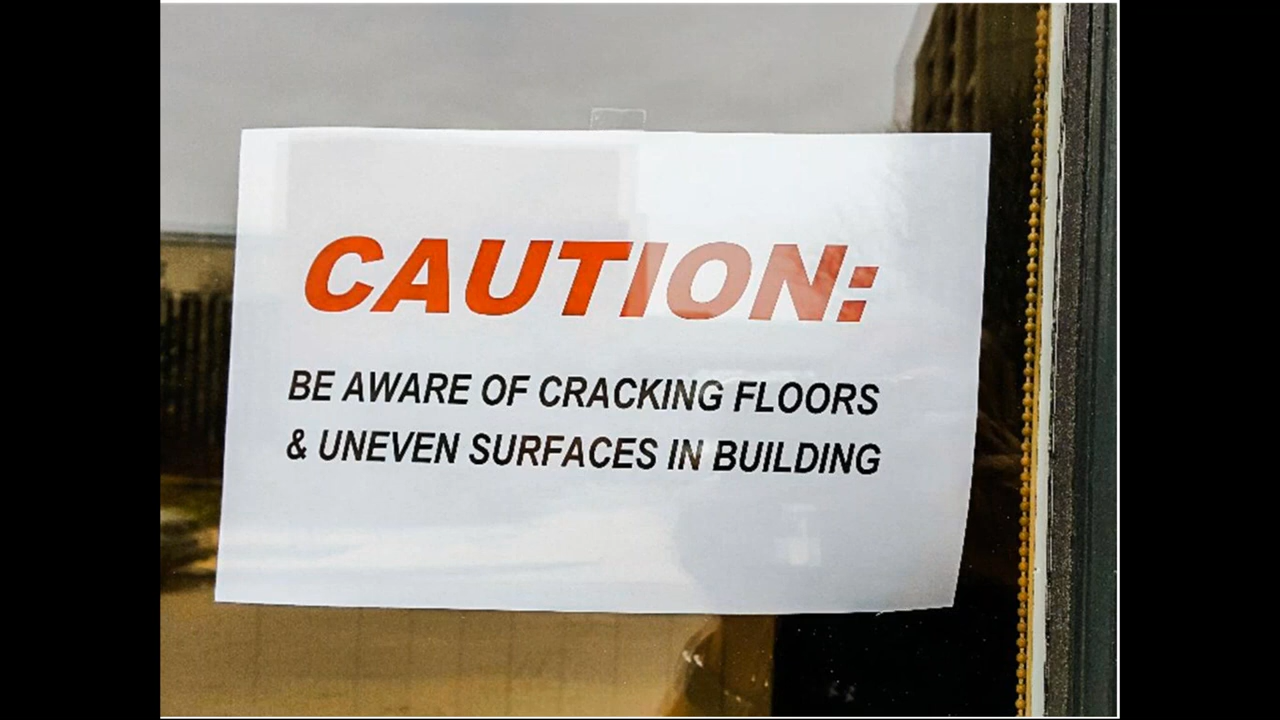 CAUTION:
BE AWARE OF CRACKING FLOORS
& UNEVEN SURFACES IN BUILDING